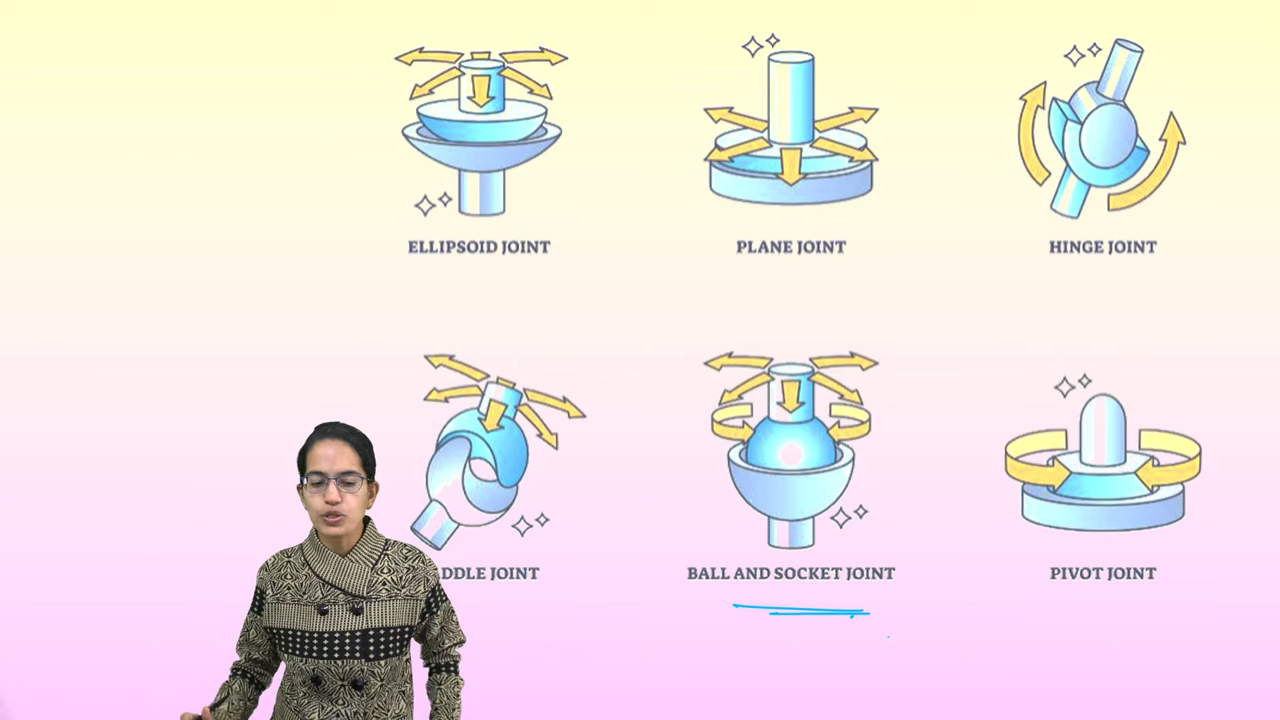 ELLIPSOID JOINT
PLANE JOINT
HINGE JOINT
DDLE JOINT
BALL AND SOCKET JOINT
PIVOT JOINT